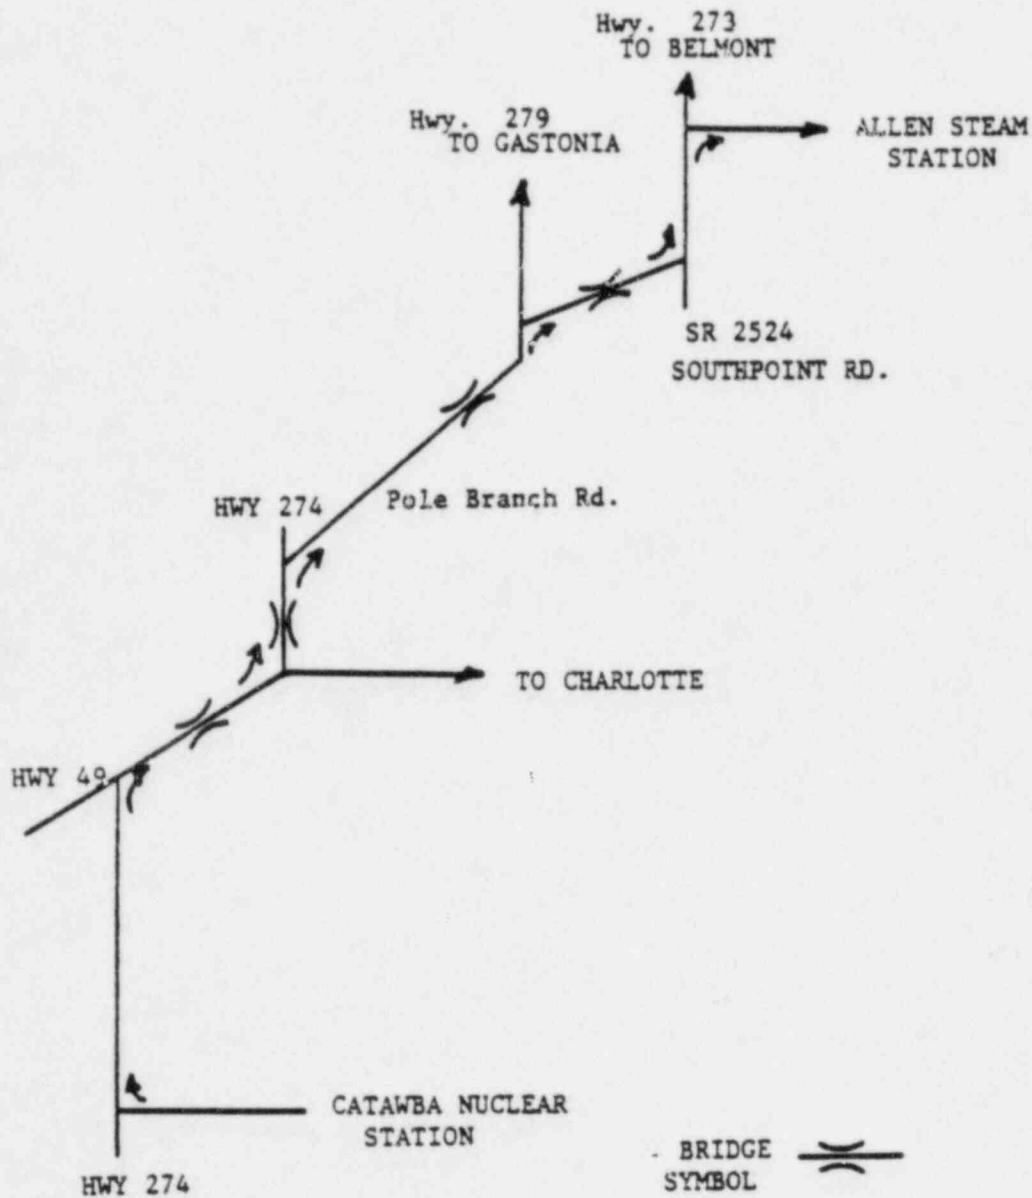 Hwy. 273
TO BELMONT
Hwy. 279
TO GASTONIA
ALLEN STEAM
STATION
SR 2524
SOUTHPOINT RD.
HWY 274
Pole Branch Rd.
TO CHARLOTTE
HWY 49
CATAWBA NUCLEAR
STATION
HWY 274
BRIDGE
SYMBOL